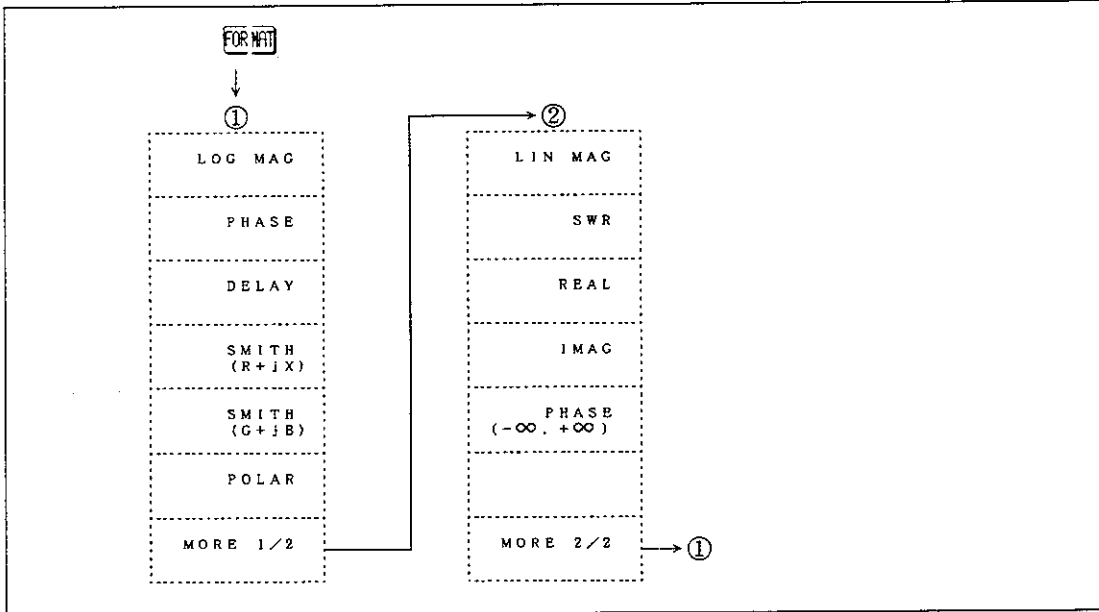 FORMAT
①
LOG MAG
PHASE
DELAY
SMITH
(R+jX)
SMITH
(G+jB)
POLAR
MORE 1/2
②
LIN MAG
SWR
REAL
IMAG
PHASE
(-∞, +∞)
MORE 2/2
①